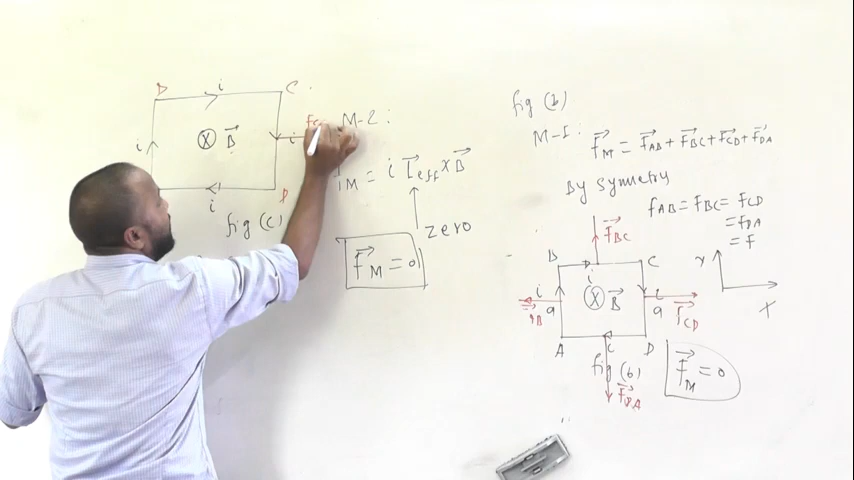 D i C
i ⊗ B⃗ i
i D
fig (c)
M-2 :
= i L⃗eff × B⃗
zero
F⃗M = 0
fig (b)
M-I : F⃗M = F⃗AB + F⃗BC + F⃗CD + F⃗DA
By symmetry
fAB = FBC = FCD
= FDA
= F
F⃗BC
B i C
i ⊗ B⃗ i
a a F⃗CD
A i D
fig (b)
F⃗DA
Y
X
F⃗M = 0